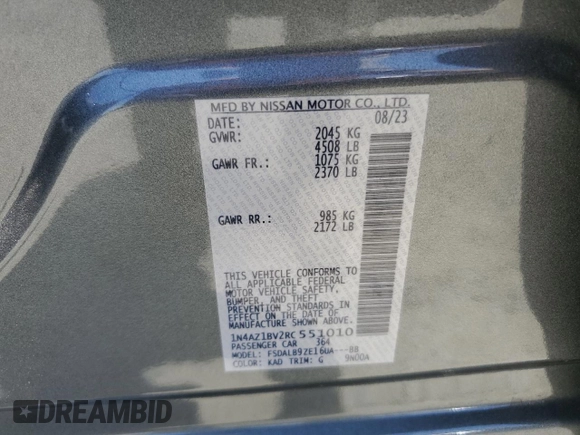 MFD BY NISSAN MOTOR CO., LTD.
DATE: 08/23
GVWR: 2045 KG
4508 LB
GAWR FR.: 1075 KG
2370 LB
GAWR RR.: 985 KG
2172 LB
THIS VEHICLE CONFORMS TO
ALL APPLICABLE FEDERAL
MOTOR VEHICLE SAFETY,
BUMPER, AND THEFT
PREVENTION STANDARDS IN
EFFECT ON THE DATE OF
MANUFACTURE SHOWN ABOVE.
1N4AZ1BV2RC551010
PASSENGER CAR 364
FSDALB9ZE16UA---BB
COLOR: KAD TRIM: G 9N00A
DREAMBID